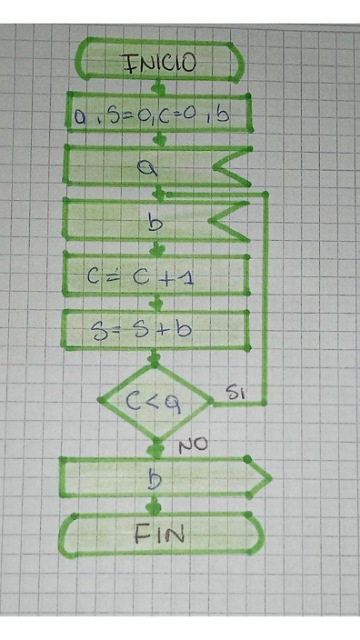 INICIO
a, S=0, C=0, b
a
b
C = C + 1
S = S + b
C < a
SI
NO
b
FIN